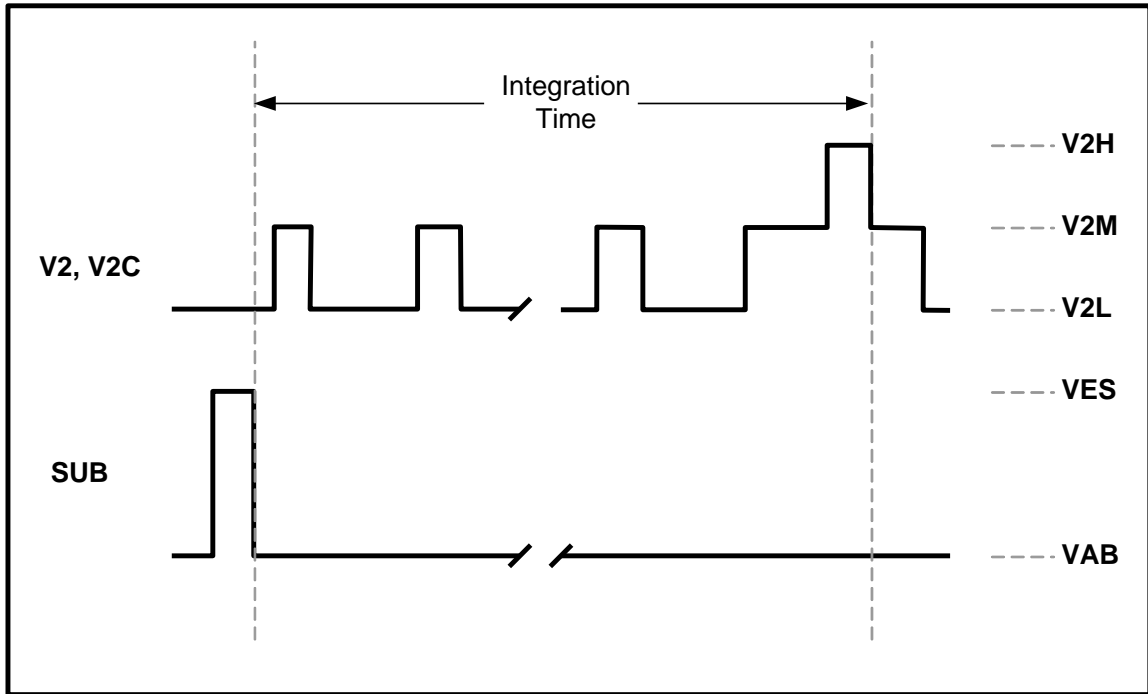 Integration
Time
V2H
V2M
V2, V2C
V2L
VES
SUB
VAB